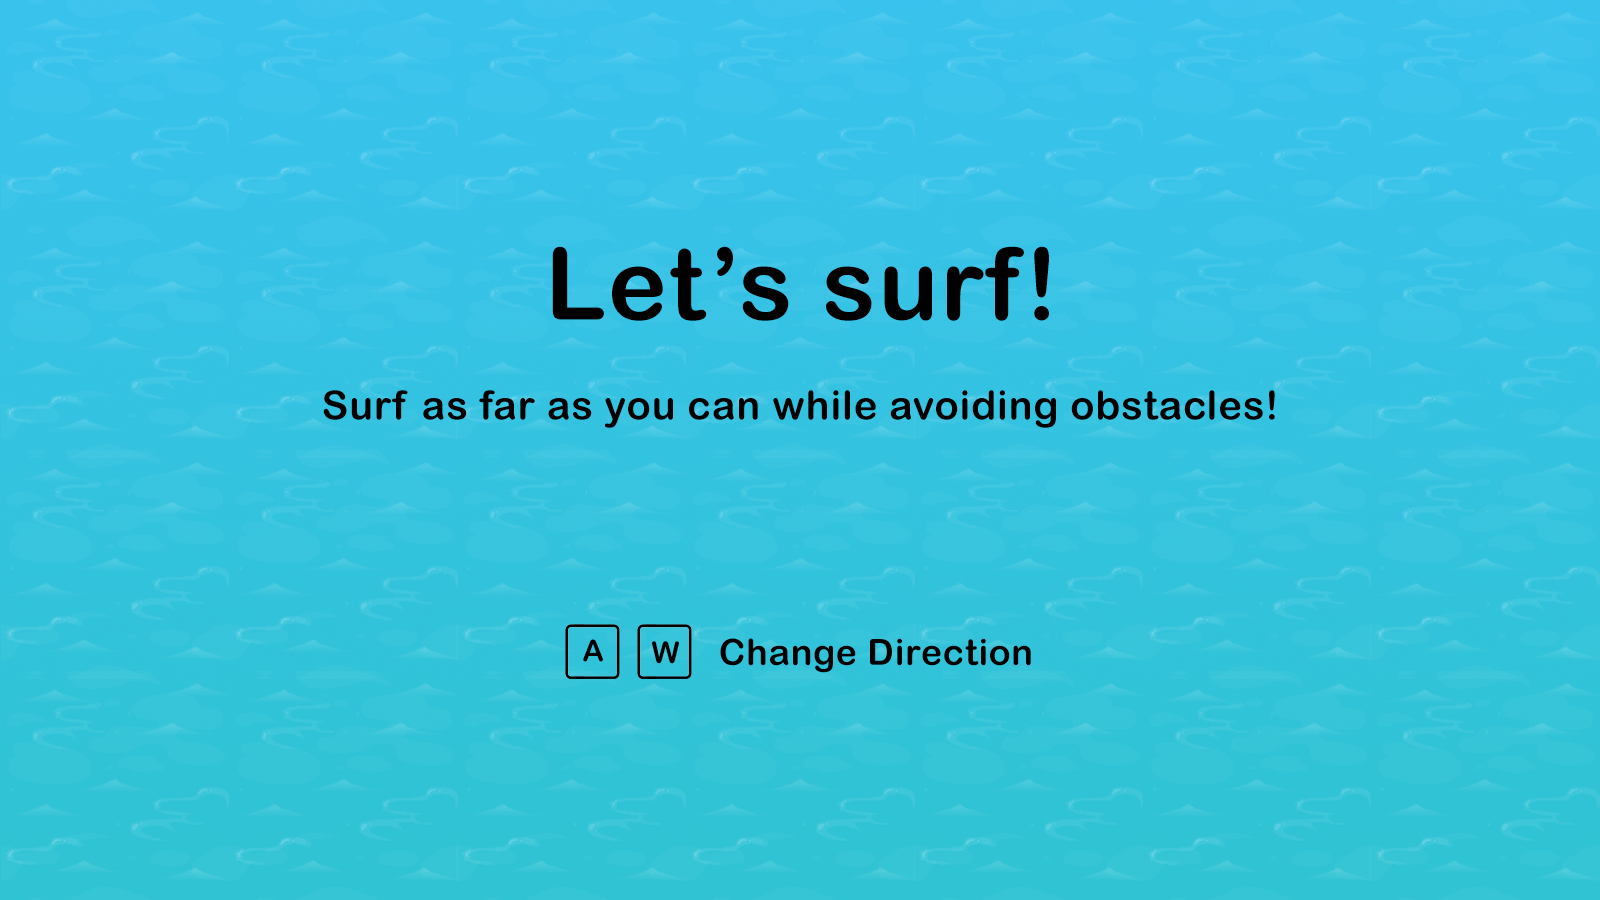 Let’s surf!
Surf as far as you can while avoiding obstacles!
A W Change Direction